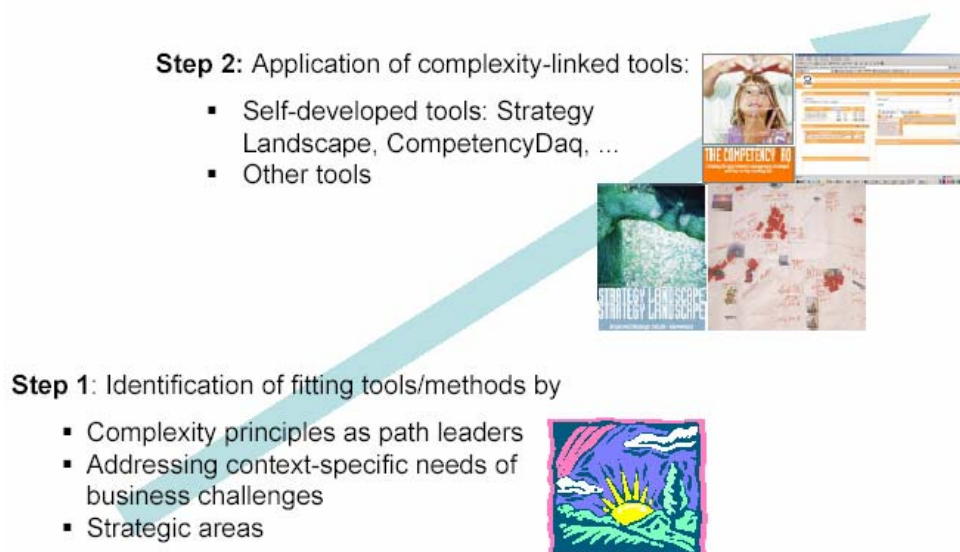 Step 2: Application of complexity-linked tools:
▪ Self-developed tools: Strategy
Landscape, CompetencyDaq, ...
▪ Other tools
THE COMPETENCY
STRATEGY LANDSCAPE
STRATEGY LANDSCAPE
Step 1: Identification of fitting tools/methods by
▪ Complexity principles as path leaders
▪ Addressing context-specific needs of
business challenges
▪ Strategic areas